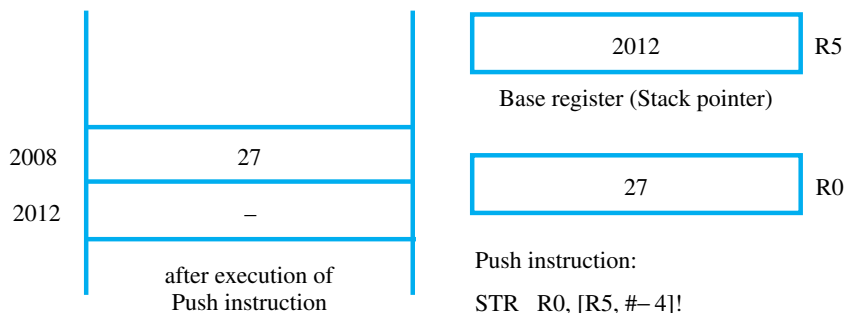 2012 R5
Base register (Stack pointer)
2008 27
27 R0
2012 –
after execution of
Push instruction
Push instruction:
STR R0, [R5, #– 4]!